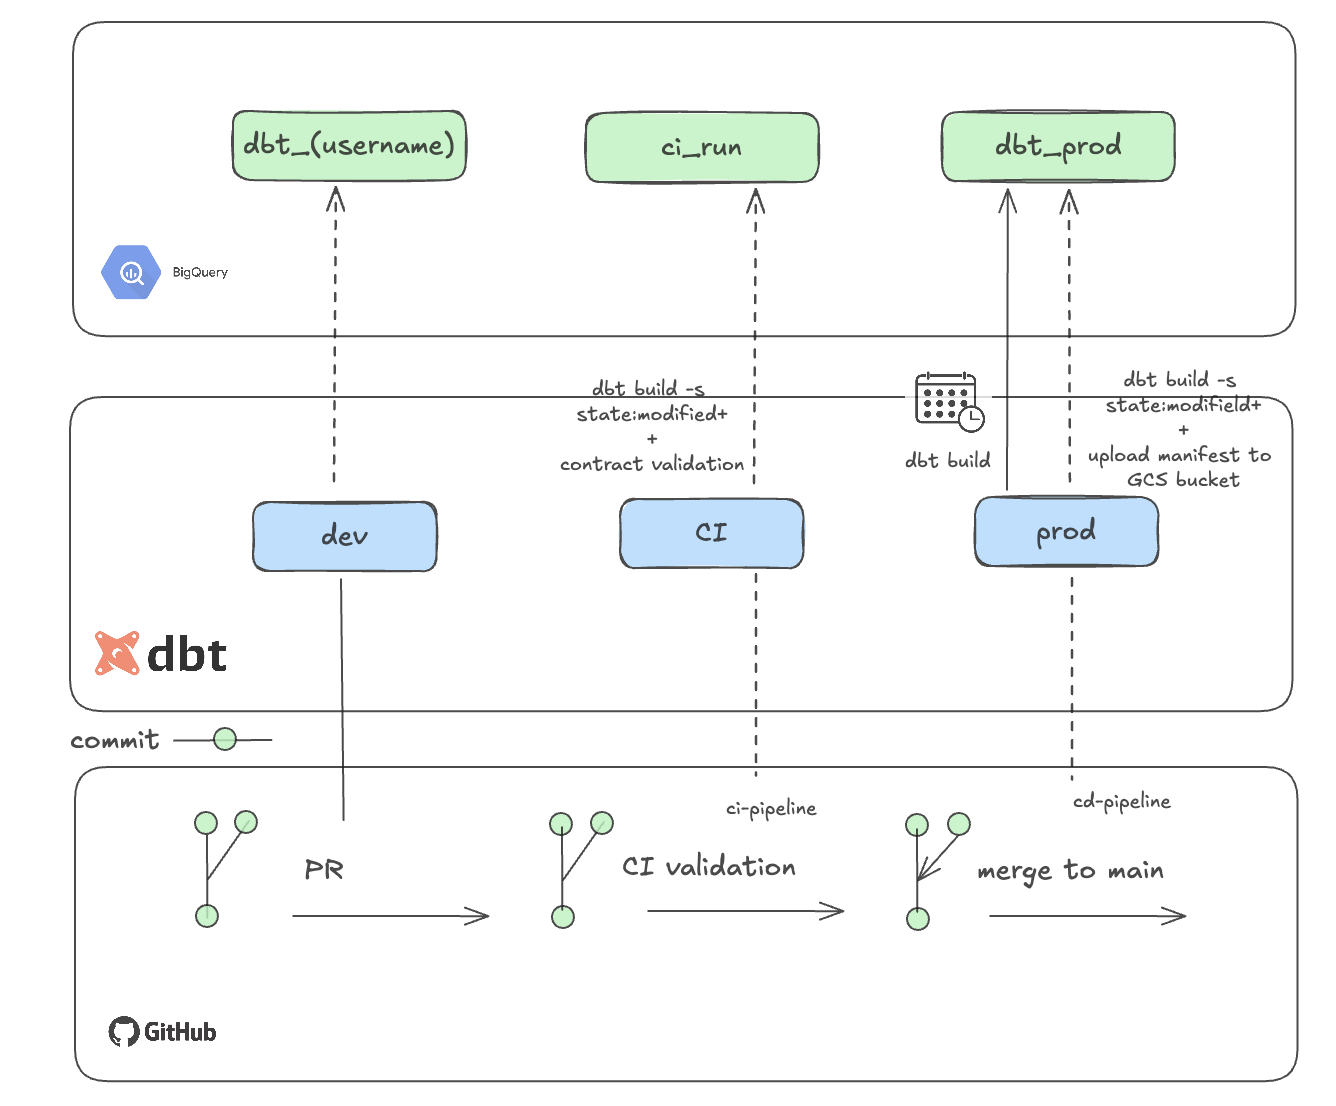 dbt_(username)
ci_run
dbt_prod
BigQuery
dbt build -s
state:modified+
+
contract validation
dbt build
dbt build -s
state:modifield+
+
upload manifest to
GCS bucket
dev
CI
prod
dbt
commit
ci-pipeline
cd-pipeline
PR
CI validation
merge to main
GitHub